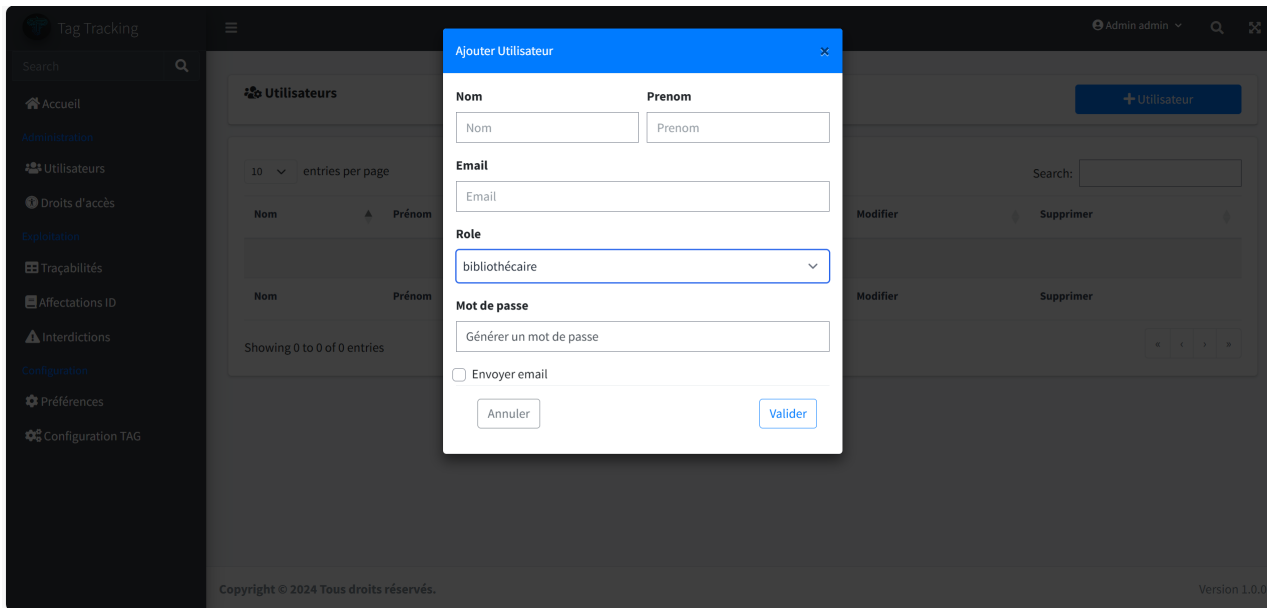 Tag Tracking
Admin admin
Search
Accueil
Administration
Utilisateurs
Droits d'accès
Exploitation
Traçabilités
Affectations ID
Interdictions
Configuration
Préférences
Configuration TAG
Utilisateurs
Utilisateur
10 entries per page
Search:
Nom Prénom Modifier Supprimer
Nom Prénom Modifier Supprimer
Showing 0 to 0 of 0 entries
« ‹ › »
Ajouter Utilisateur ×
Nom Prenom
Nom Prenom
Email
Email
Role
bibliothécaire
Mot de passe
Générer un mot de passe
Envoyer email
Annuler Valider
Copyright © 2024 Tous droits réservés.
Version 1.0.0